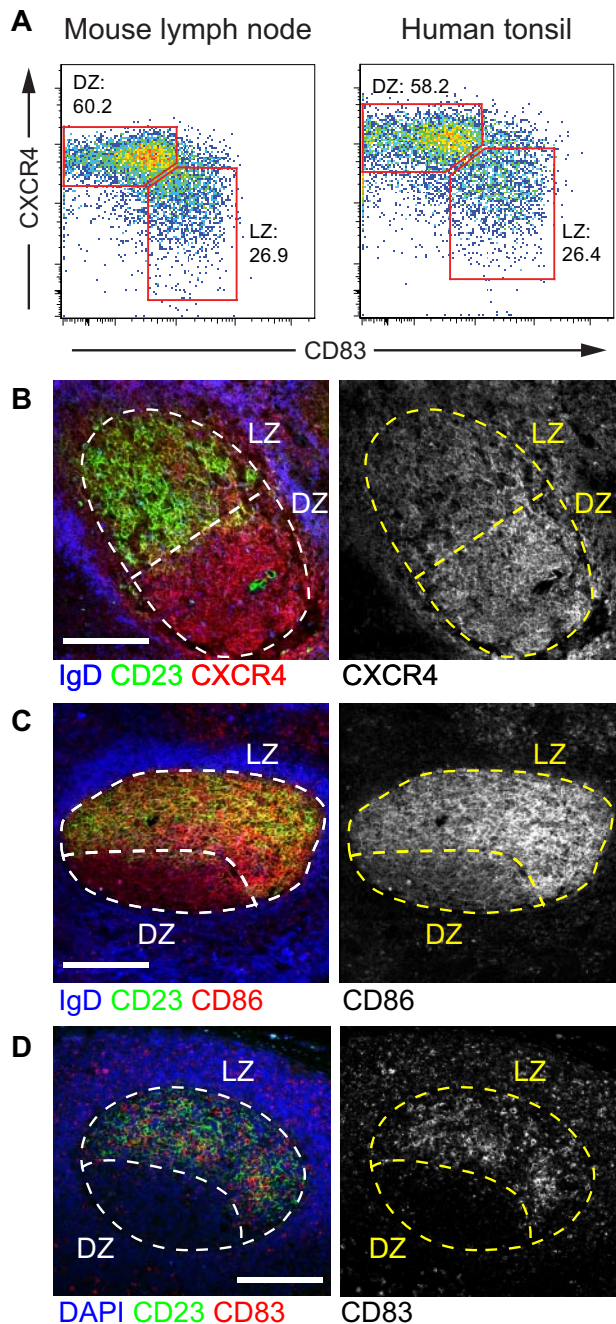 A
Mouse lymph node
Human tonsil
DZ:
60.2
LZ:
26.9
DZ: 58.2
LZ:
26.4
CXCR4
CD83
B
LZ
DZ
LZ
DZ
IgD CD23 CXCR4
CXCR4
C
LZ
DZ
LZ
DZ
IgD CD23 CD86
CD86
D
LZ
DZ
LZ
DZ
DAPI CD23 CD83
CD83